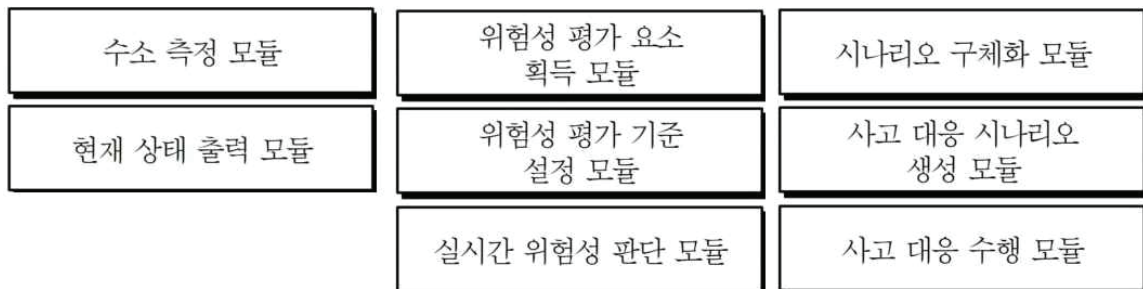 수소 측정 모듈
현재 상태 출력 모듈
위험성 평가 요소
획득 모듈
위험성 평가 기준
설정 모듈
실시간 위험성 판단 모듈
시나리오 구체화 모듈
사고 대응 시나리오
생성 모듈
사고 대응 수행 모듈